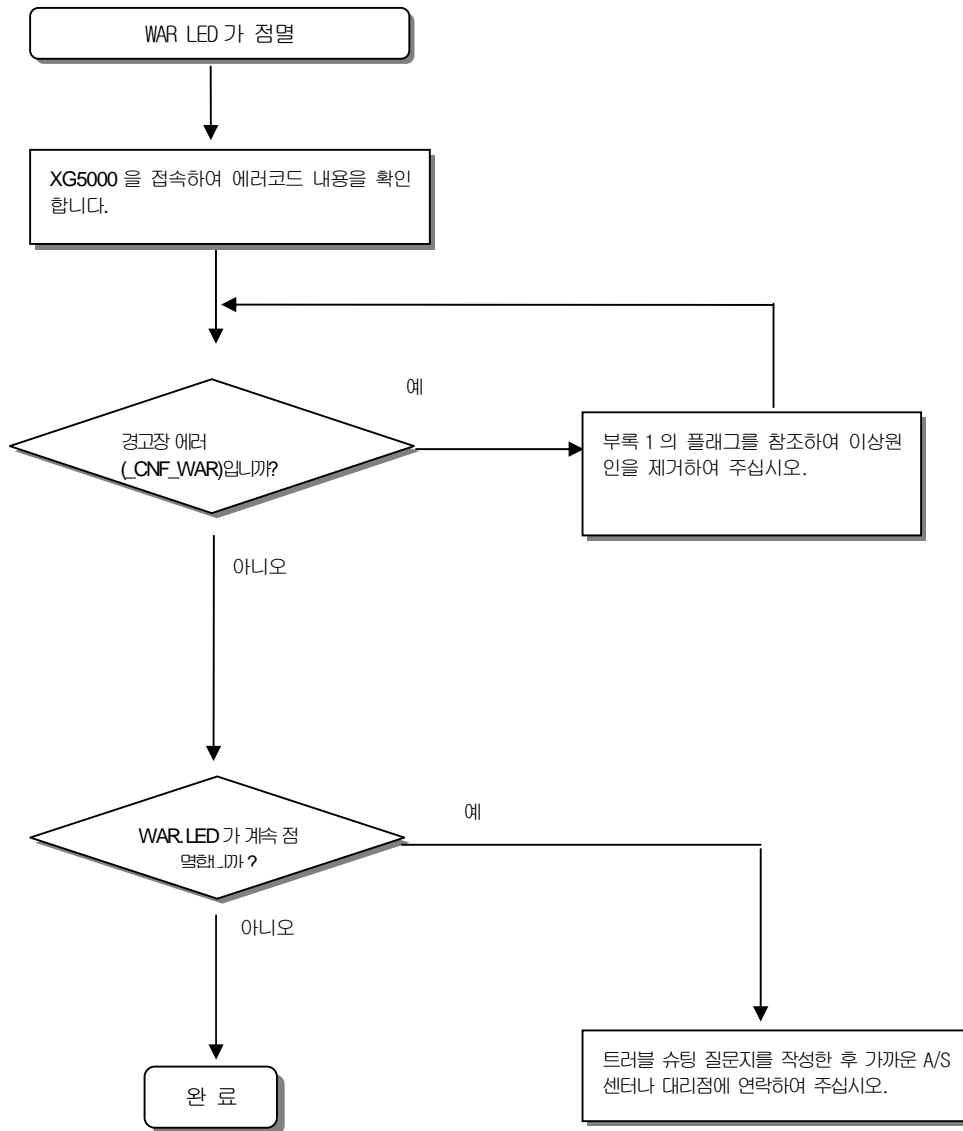 WAR LED 가 점멸
XG5000 을 접속하여 에러코드 내용을 확인
합니다.
예
경고장 에러
(_CNF_WAR)입니까?
부록 1 의 플래그를 참조하여 이상원
인을 제거하여 주십시오.
아니오
예
WAR.LED 가 계속 점
멸합니까 ?
아니오
트러블 슈팅 질문지를 작성한 후 가까운 A/S
센터나 대리점에 연락하여 주십시오.
완 료